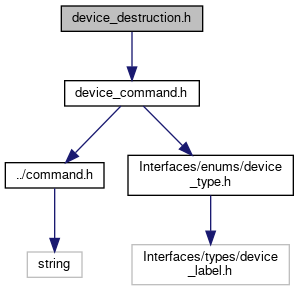 device_destruction.h
device_command.h
../command.h
Interfaces/enums/device
_type.h
string
Interfaces/types/device
_label.h